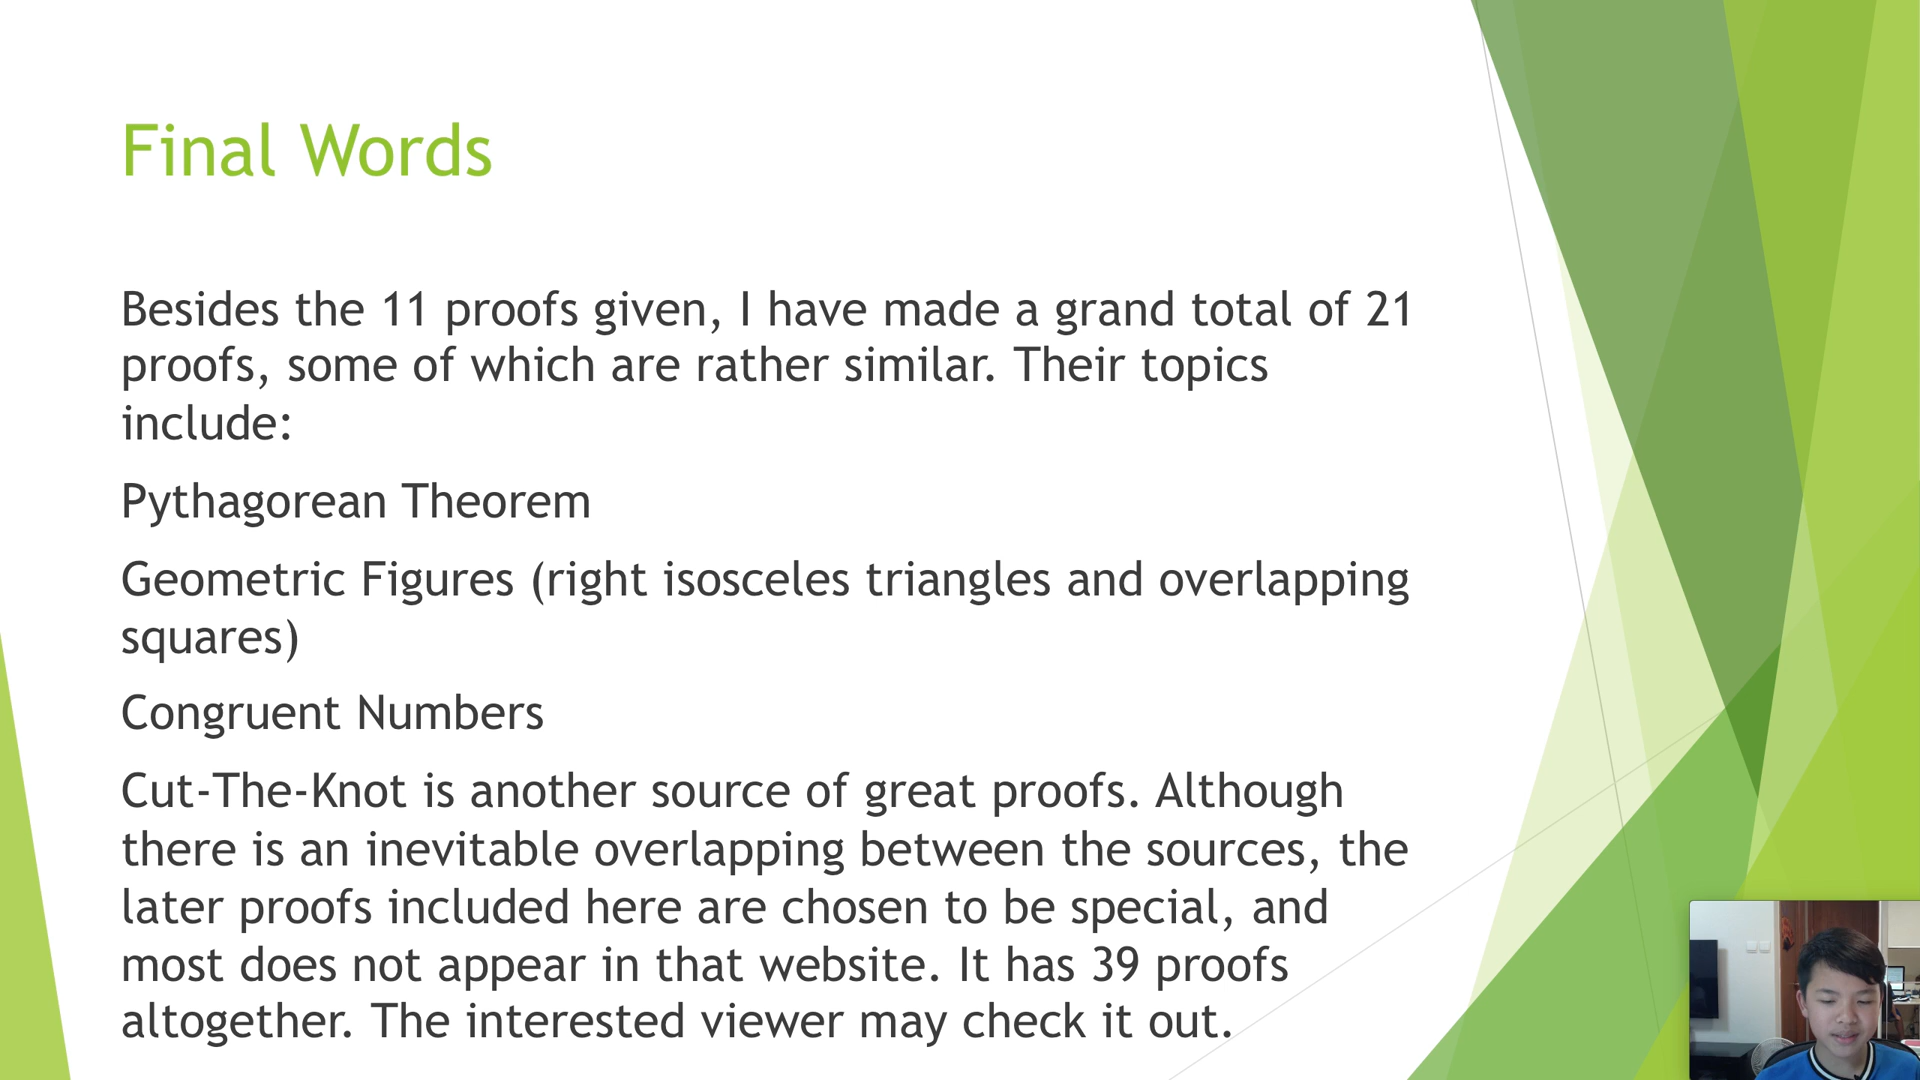 Final Words
Besides the 11 proofs given, I have made a grand total of 21
proofs, some of which are rather similar. Their topics
include:
Pythagorean Theorem
Geometric Figures (right isosceles triangles and overlapping
squares)
Congruent Numbers
Cut-The-Knot is another source of great proofs. Although
there is an inevitable overlapping between the sources, the
later proofs included here are chosen to be special, and
most does not appear in that website. It has 39 proofs
altogether. The interested viewer may check it out.